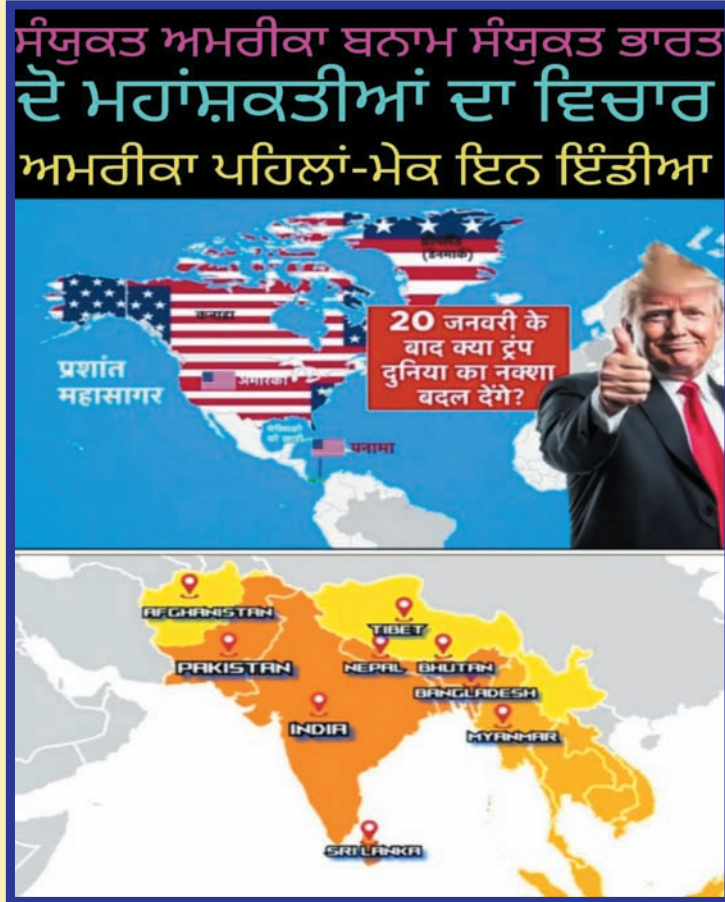 ਸੰਯੁਕਤ ਅਮਰੀਕਾ ਬਨਾਮ ਸੰਯੁਕਤ ਭਾਰਤ
ਦੋ ਮਹਾਂਸ਼ਕਤੀਆਂ ਦਾ ਵਿਚਾਰ
ਅਮਰੀਕਾ ਪਹਿਲਾਂ-ਮੇਕ ਇਨ ਇੰਡੀਆ
(डेनमार्क)
कनाडा
20 जनवरी के
बाद क्या ट्रंप
दुनिया का नक्शा
बदल देंगे?
प्रशांत
महासागर
अमेरिका
पनामा
AFGHANISTAN
TIBET
PAKISTAN
NEPAL
BHUTAN
BANGLADESH
INDIA
MYANMAR
SRI LANKA